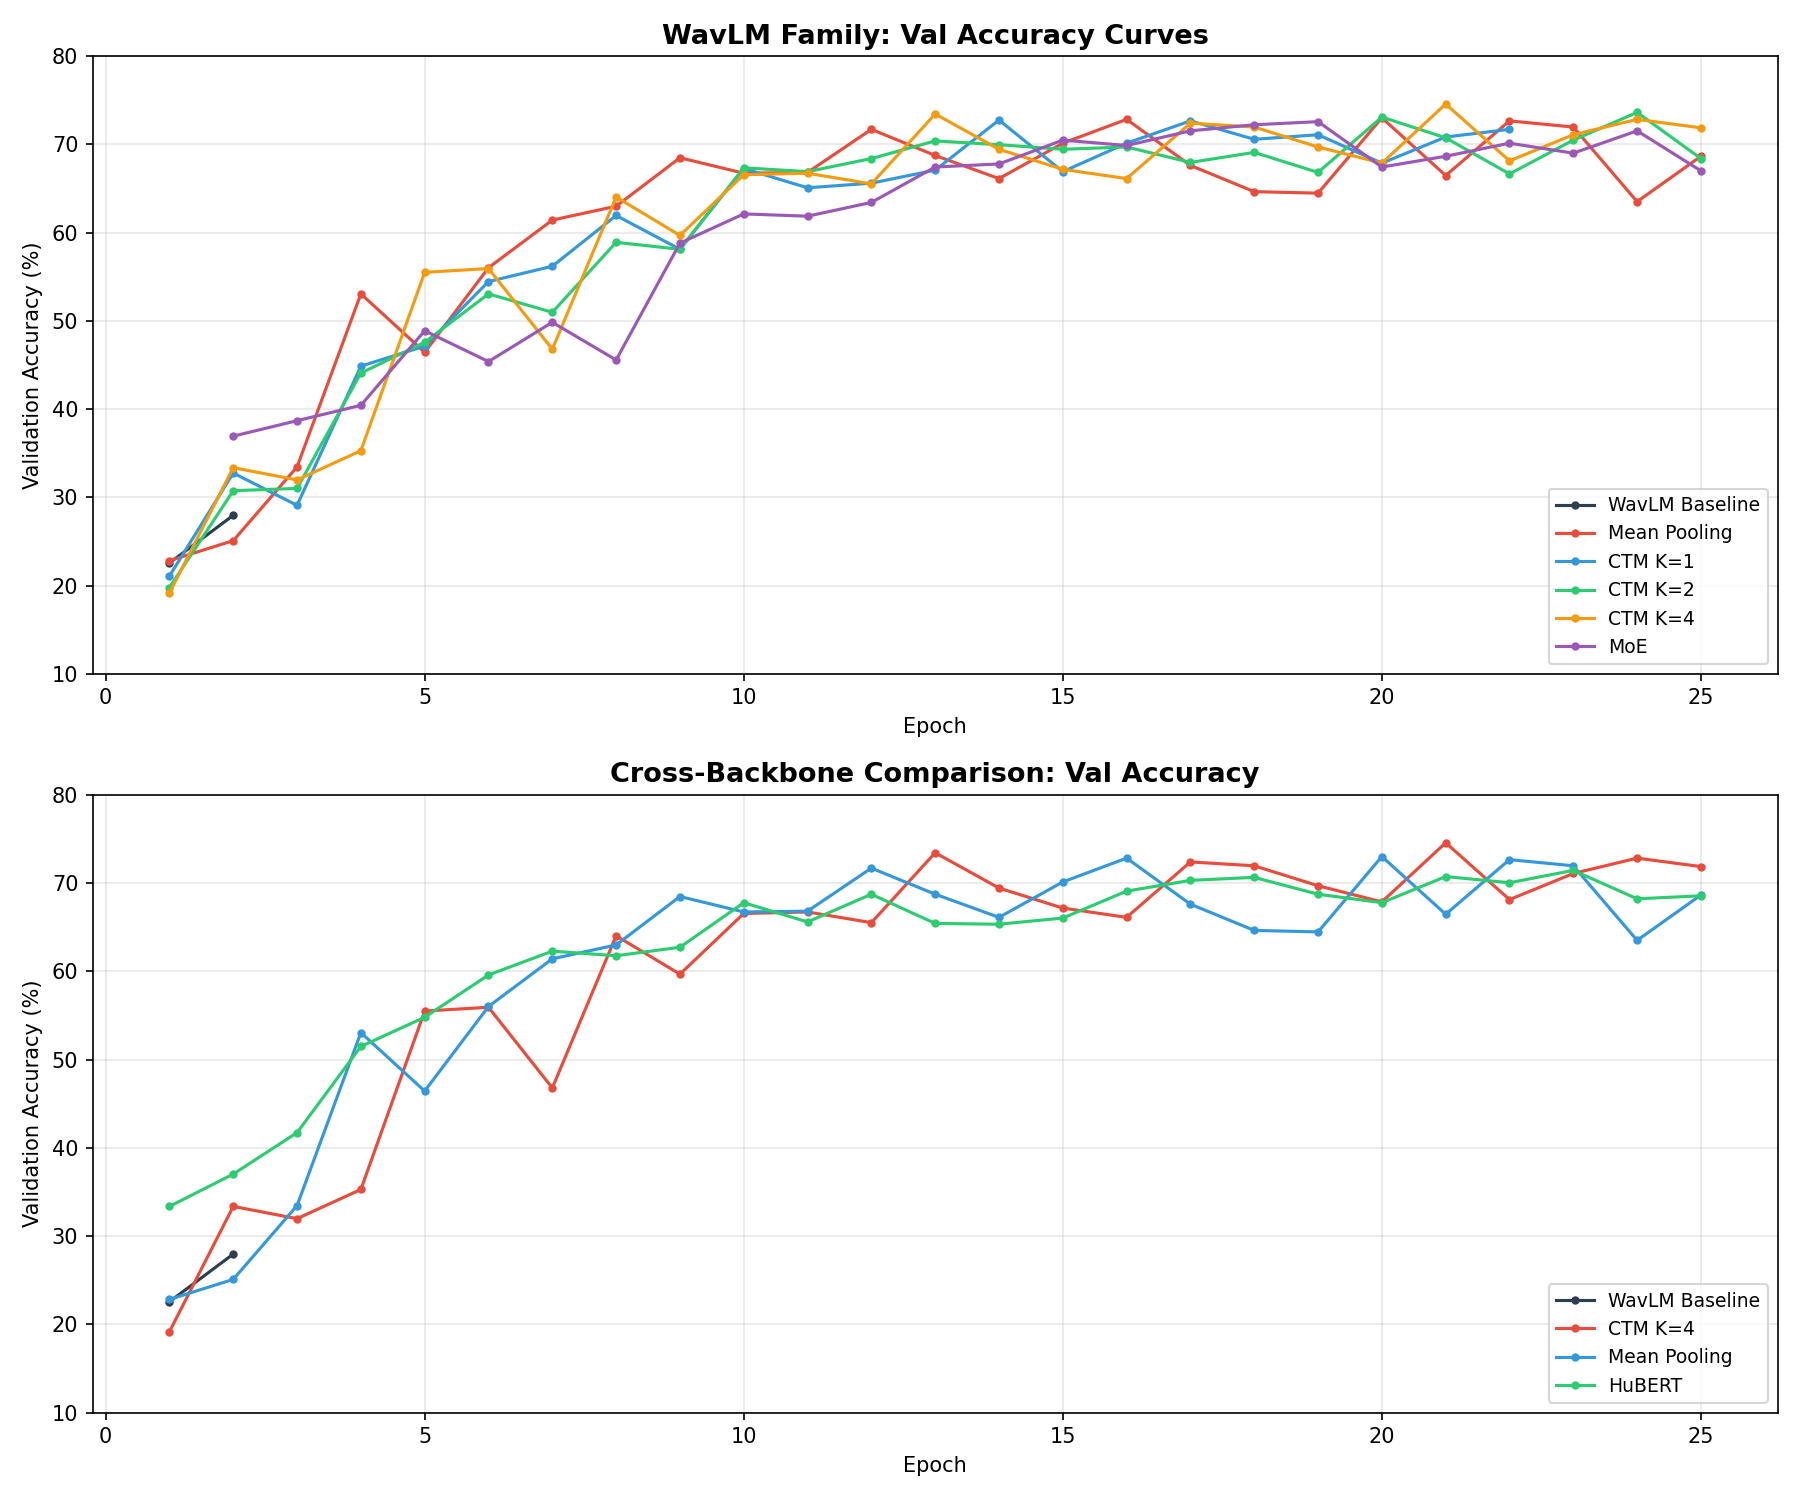 WavLM Family: Val Accuracy Curves
Validation Accuracy (%)
80
70
60
50
40
30
20
10
0 5 10 15 20 25
Epoch
WavLM Baseline
Mean Pooling
CTM K=1
CTM K=2
CTM K=4
MoE
Cross-Backbone Comparison: Val Accuracy
Validation Accuracy (%)
80
70
60
50
40
30
20
10
0 5 10 15 20 25
Epoch
WavLM Baseline
CTM K=4
Mean Pooling
HuBERT